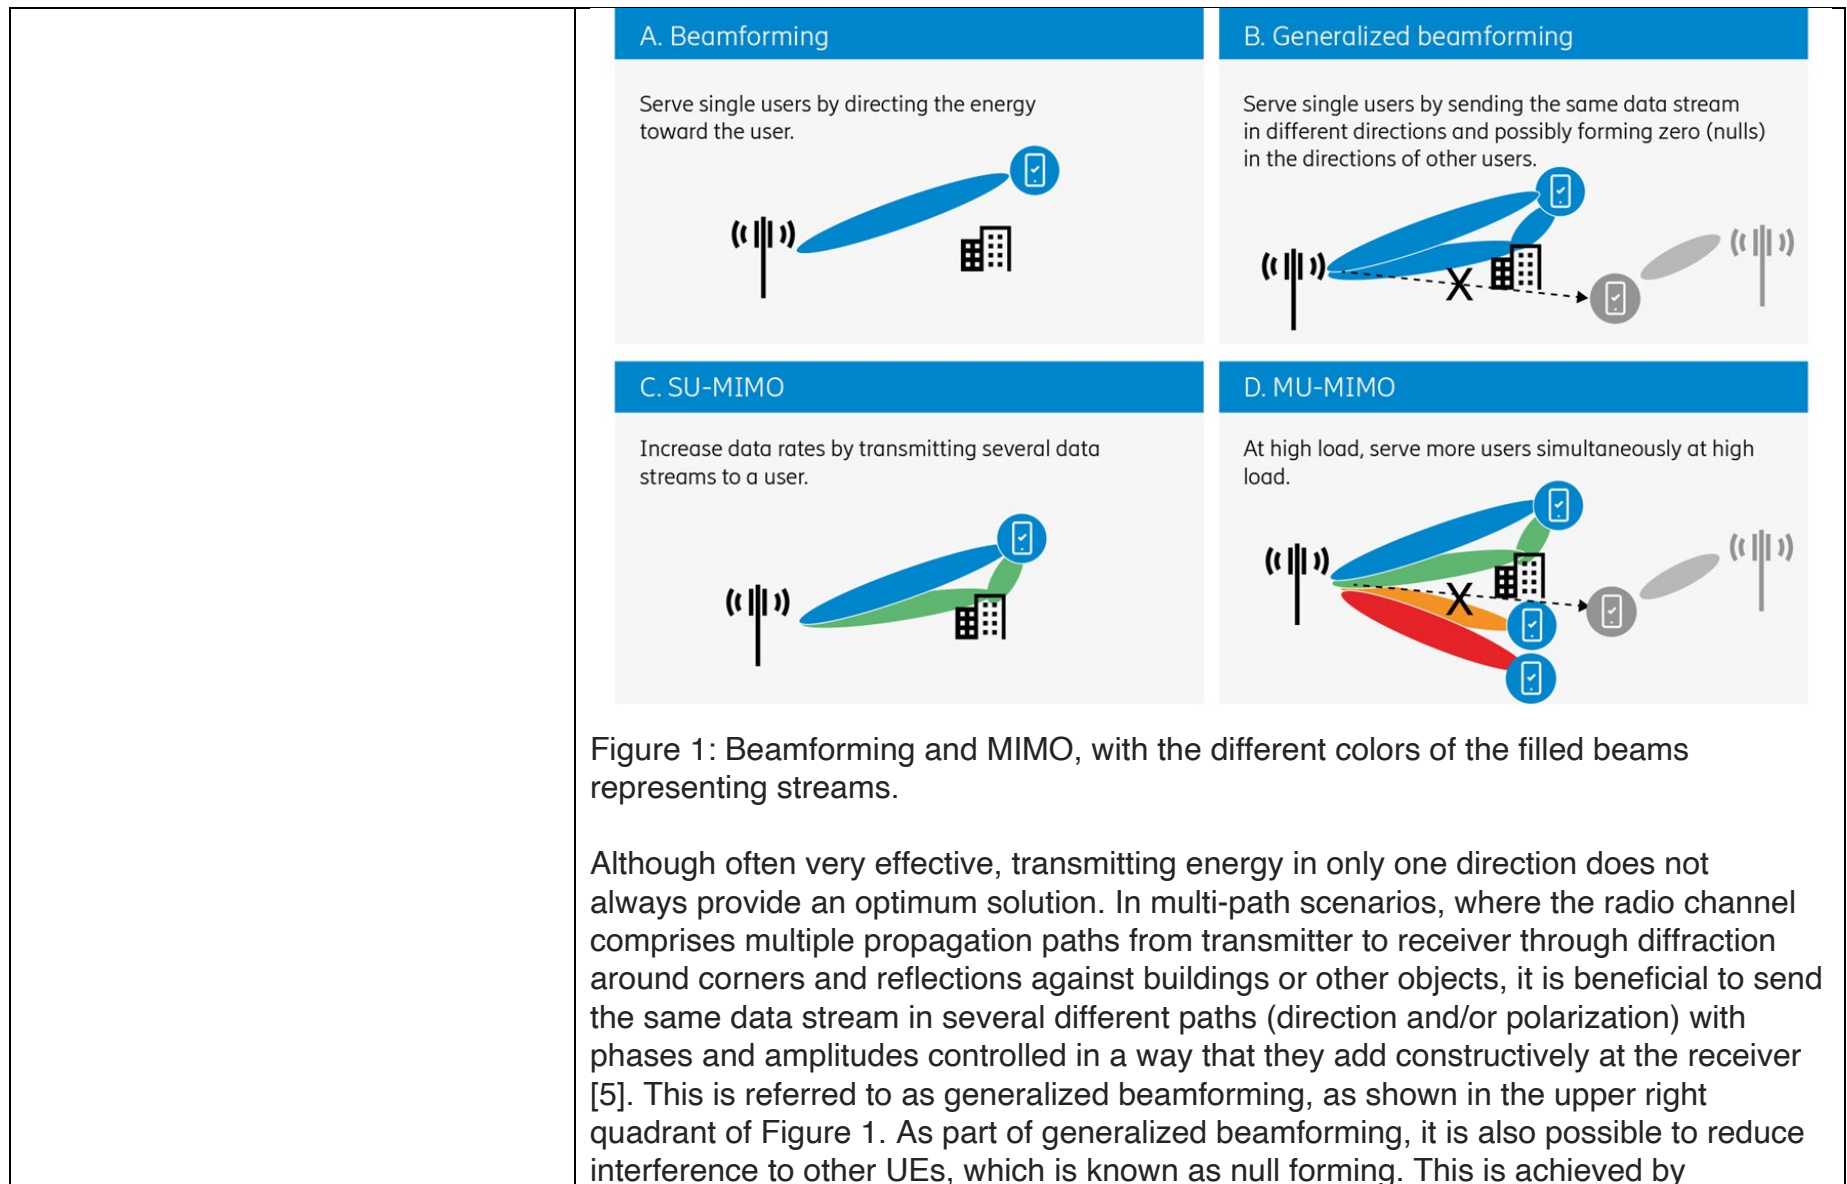 A. Beamforming
Serve single users by directing the energy
toward the user.
B. Generalized beamforming
Serve single users by sending the same data stream
in different directions and possibly forming zero (nulls)
in the directions of other users.
X
C. SU-MIMO
Increase data rates by transmitting several data
streams to a user.
D. MU-MIMO
At high load, serve more users simultaneously at high
load.
X
Figure 1: Beamforming and MIMO, with the different colors of the filled beams
representing streams.
Although often very effective, transmitting energy in only one direction does not
always provide an optimum solution. In multi-path scenarios, where the radio channel
comprises multiple propagation paths from transmitter to receiver through diffraction
around corners and reflections against buildings or other objects, it is beneficial to send
the same data stream in several different paths (direction and/or polarization) with
phases and amplitudes controlled in a way that they add constructively at the receiver
[5]. This is referred to as generalized beamforming, as shown in the upper right
quadrant of Figure 1. As part of generalized beamforming, it is also possible to reduce
interference to other UEs, which is known as null forming. This is achieved by